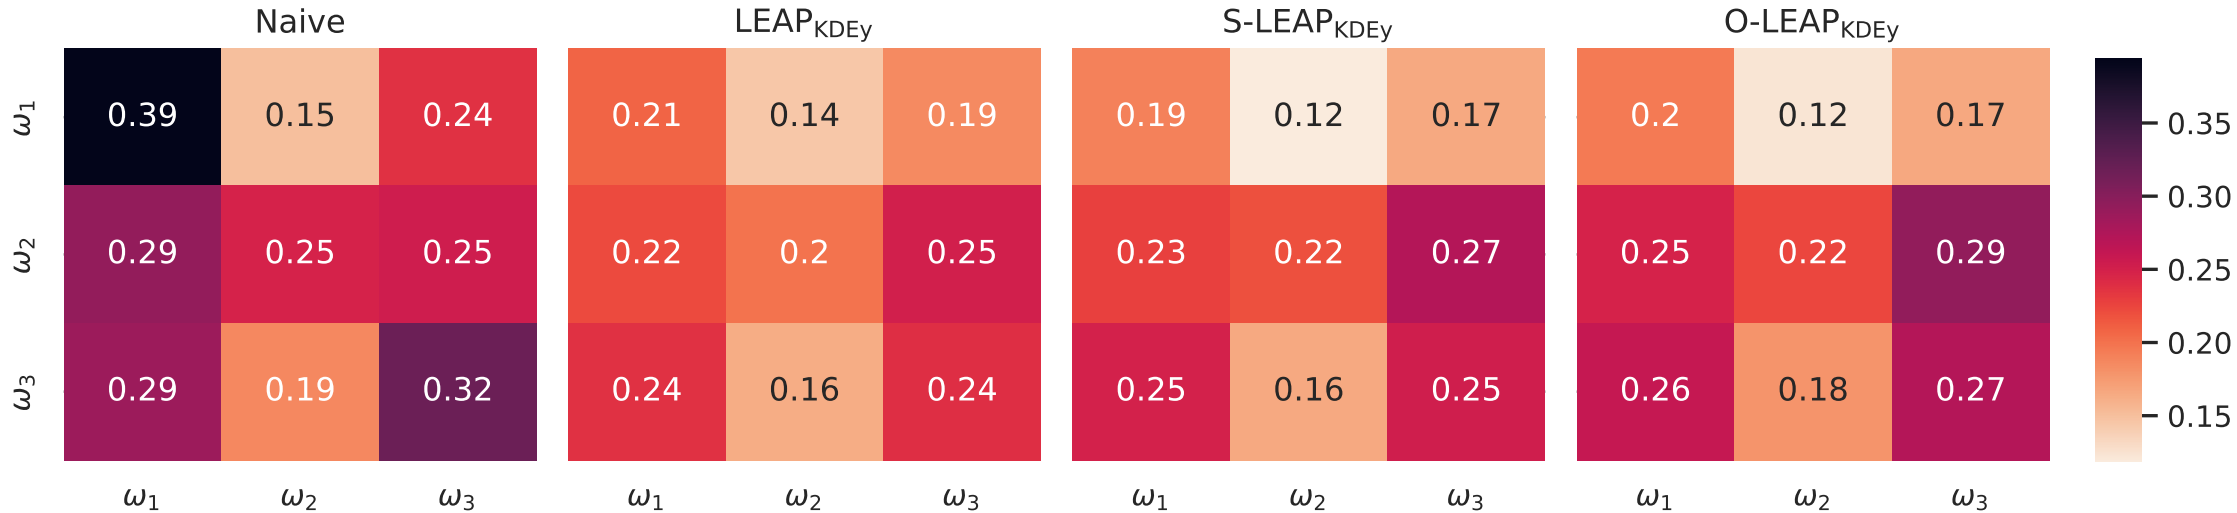 Naive LEAP_KDEy S-LEAP_KDEy O-LEAP_KDEy
ω1 0.39 0.15 0.24 0.21 0.14 0.19 0.19 0.12 0.17 0.2 0.12 0.17 0.35
0.30
ω2 0.29 0.25 0.25 0.22 0.2 0.25 0.23 0.22 0.27 0.25 0.22 0.29 0.25
0.20
ω3 0.29 0.19 0.32 0.24 0.16 0.24 0.25 0.16 0.25 0.26 0.18 0.27 0.15
ω1 ω2 ω3 ω1 ω2 ω3 ω1 ω2 ω3 ω1 ω2 ω3